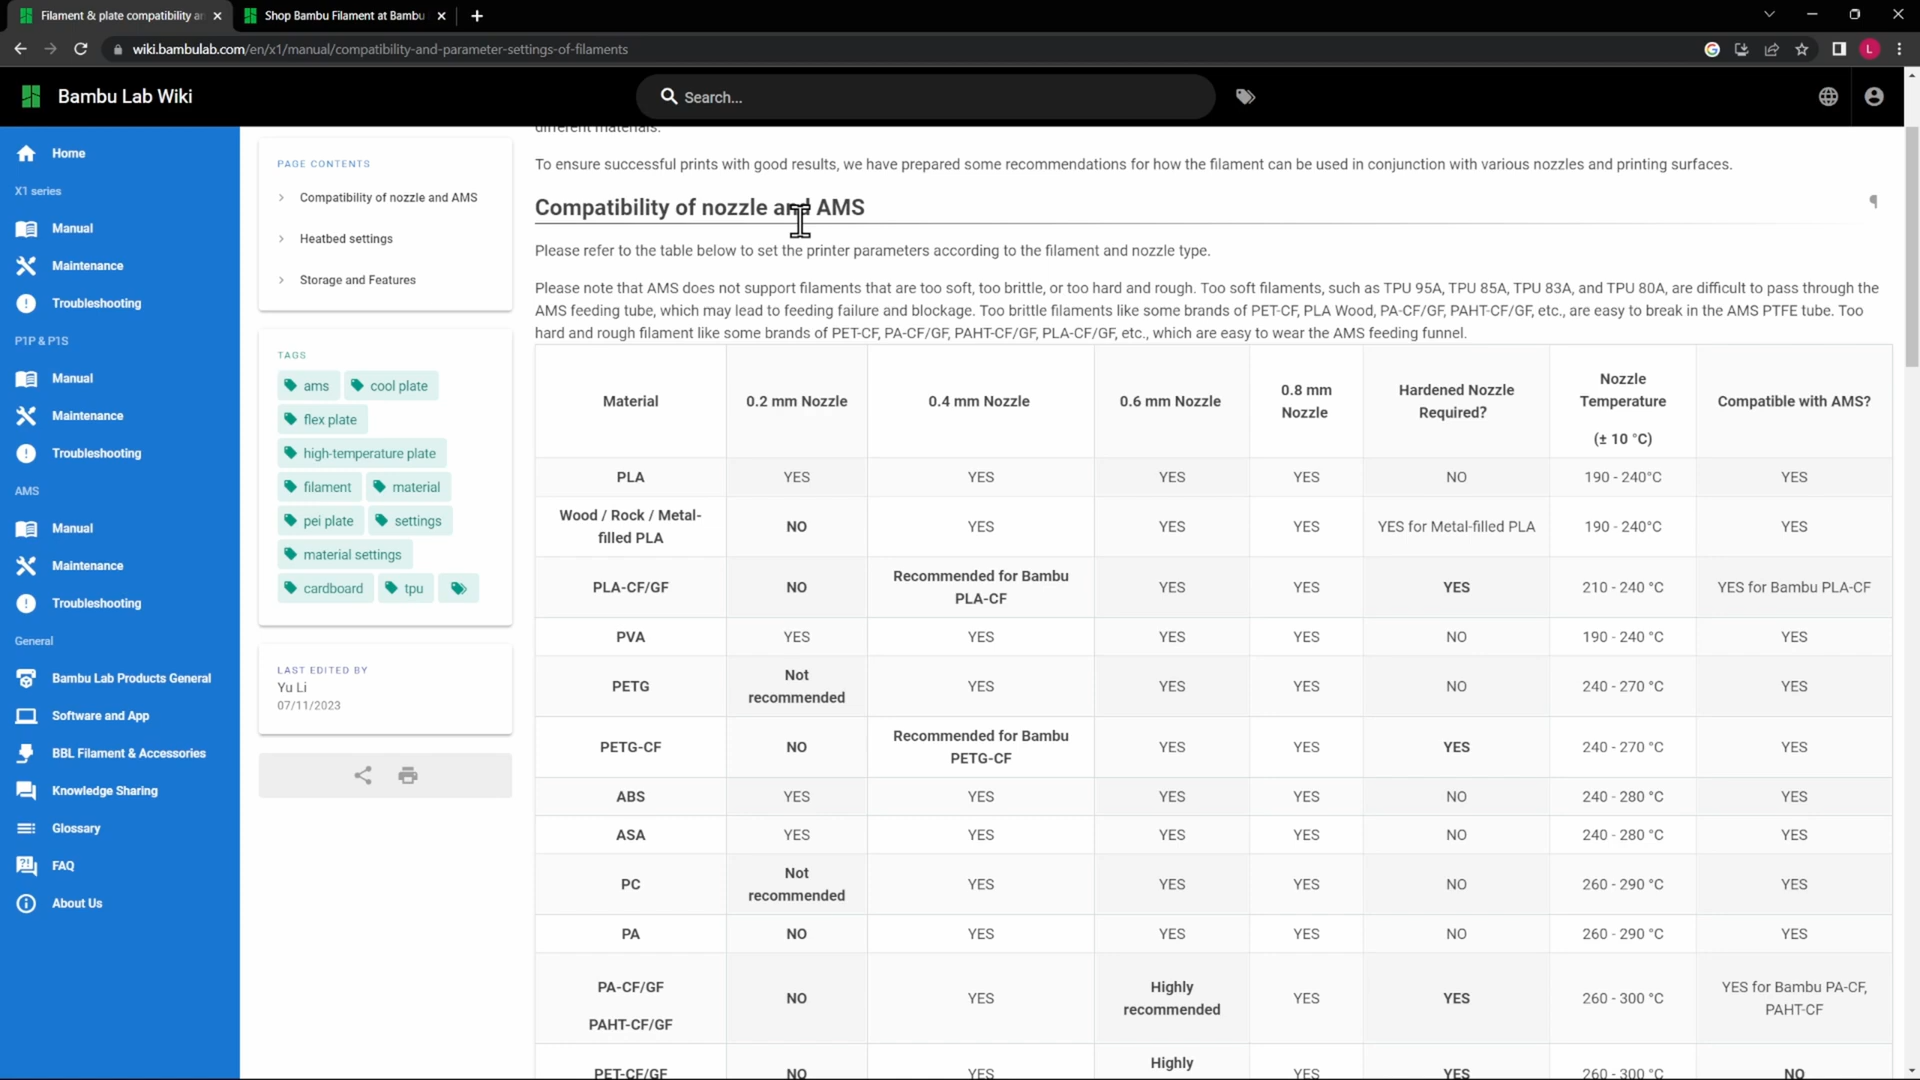 Filament & plate compatibility an
Shop Bambu Filament at Bambu
wiki.bambulab.com/en/x1/manual/compatibility-and-parameter-settings-of-filaments
L
Bambu Lab Wiki
Search...
Home
X1 series
Manual
Maintenance
Troubleshooting
P1P & P1S
Manual
Maintenance
Troubleshooting
AMS
Manual
Maintenance
Troubleshooting
General
Bambu Lab Products General
Software and App
BBL Filament & Accessories
Knowledge Sharing
Glossary
FAQ
About Us
PAGE CONTENTS
Compatibility of nozzle and AMS
Heatbed settings
Storage and Features
TAGS
ams cool plate
flex plate
high-temperature plate
filament material
pei plate settings
material settings
cardboard tpu
LAST EDITED BY
Yu Li
07/11/2023
different materials.
To ensure successful prints with good results, we have prepared some recommendations for how the filament can be used in conjunction with various nozzles and printing surfaces.
Compatibility of nozzle and AMS ¶
Please refer to the table below to set the printer parameters according to the filament and nozzle type.
Please note that AMS does not support filaments that are too soft, too brittle, or too hard and rough. Too soft filaments, such as TPU 95A, TPU 85A, TPU 83A, and TPU 80A, are difficult to pass through the
AMS feeding tube, which may lead to feeding failure and blockage. Too brittle filaments like some brands of PET-CF, PLA Wood, PA-CF/GF, PAHT-CF/GF, etc., are easy to break in the AMS PTFE tube. Too
hard and rough filament like some brands of PET-CF, PA-CF/GF, PAHT-CF/GF, PLA-CF/GF, etc., which are easy to wear the AMS feeding funnel.
Material 0.2 mm Nozzle 0.4 mm Nozzle 0.6 mm Nozzle 0.8 mm Nozzle Hardened Nozzle Required? Nozzle Temperature (± 10 °C) Compatible with AMS?
PLA YES YES YES YES NO 190 - 240°C YES
Wood / Rock / Metal-filled PLA NO YES YES YES YES for Metal-filled PLA 190 - 240°C YES
PLA-CF/GF NO Recommended for Bambu PLA-CF YES YES YES 210 - 240 °C YES for Bambu PLA-CF
PVA YES YES YES YES NO 190 - 240 °C YES
PETG Not recommended YES YES YES NO 240 - 270 °C YES
PETG-CF NO Recommended for Bambu PETG-CF YES YES YES 240 - 270 °C YES
ABS YES YES YES YES NO 240 - 280 °C YES
ASA YES YES YES YES NO 240 - 280 °C YES
PC Not recommended YES YES YES NO 260 - 290 °C YES
PA NO YES YES YES NO 260 - 290 °C YES
PA-CF/GF PAHT-CF/GF NO YES Highly recommended YES YES 260 - 300 °C YES for Bambu PA-CF, PAHT-CF
PET-CF/GF NO YES Highly YES YES 260 - 300 °C NO